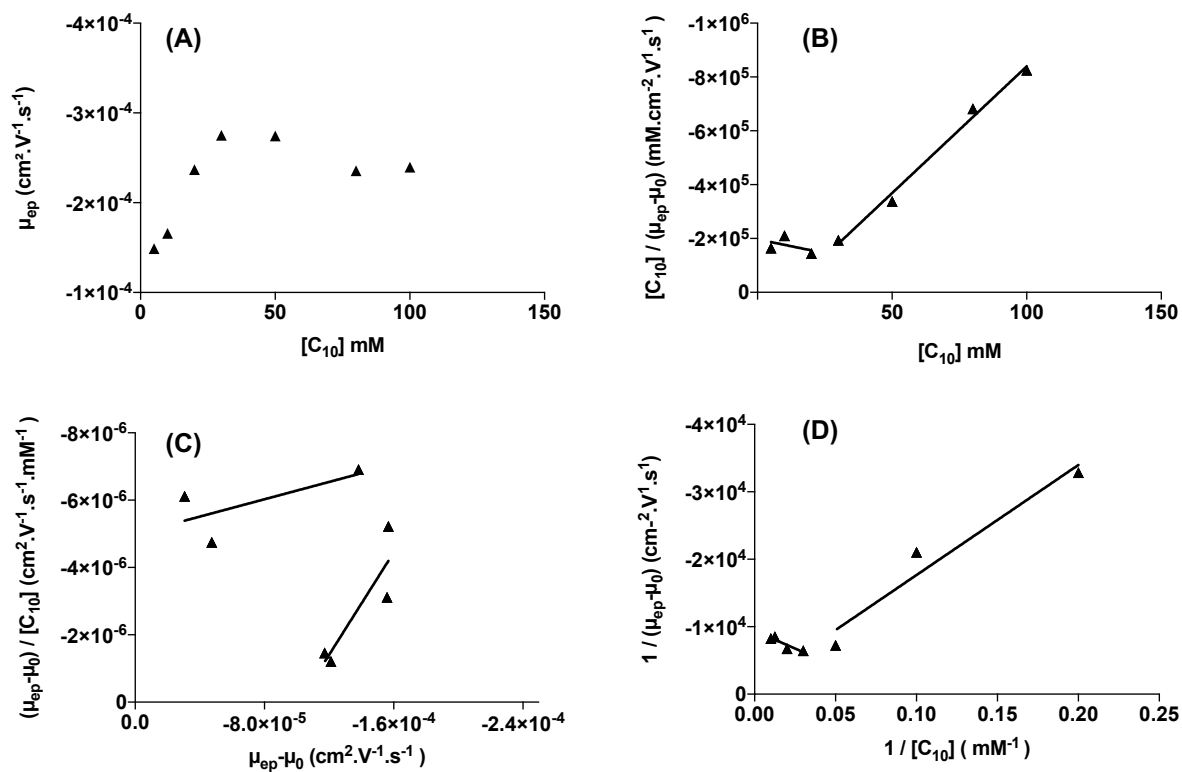 (A)
-4×10⁻⁴
-3×10⁻⁴
-2×10⁻⁴
-1×10⁻⁴
µep (cm².V⁻¹.s⁻¹)
0 50 100 150
[C₁₀] mM
(B)
-1×10⁶
-8×10⁵
-6×10⁵
-4×10⁵
-2×10⁵
0
[C₁₀] / (µep-µ₀) (mM.cm⁻².V¹.s¹)
50 100 150
[C₁₀] mM
(C)
-8×10⁻⁶
-6×10⁻⁶
-4×10⁻⁶
-2×10⁻⁶
0
(µep-µ₀) / [C₁₀] (cm².V⁻¹.s⁻¹.mM⁻¹ )
0.0 -8.0×10⁻⁵ -1.6×10⁻⁴ -2.4×10⁻⁴
µep-µ₀ (cm².V⁻¹.s⁻¹)
(D)
-4×10⁴
-3×10⁴
-2×10⁴
-1×10⁴
0
1 / (µep-µ₀) (cm-².V¹.s¹)
0.00 0.05 0.10 0.15 0.20 0.25
1 / [C₁₀] ( mM⁻¹)